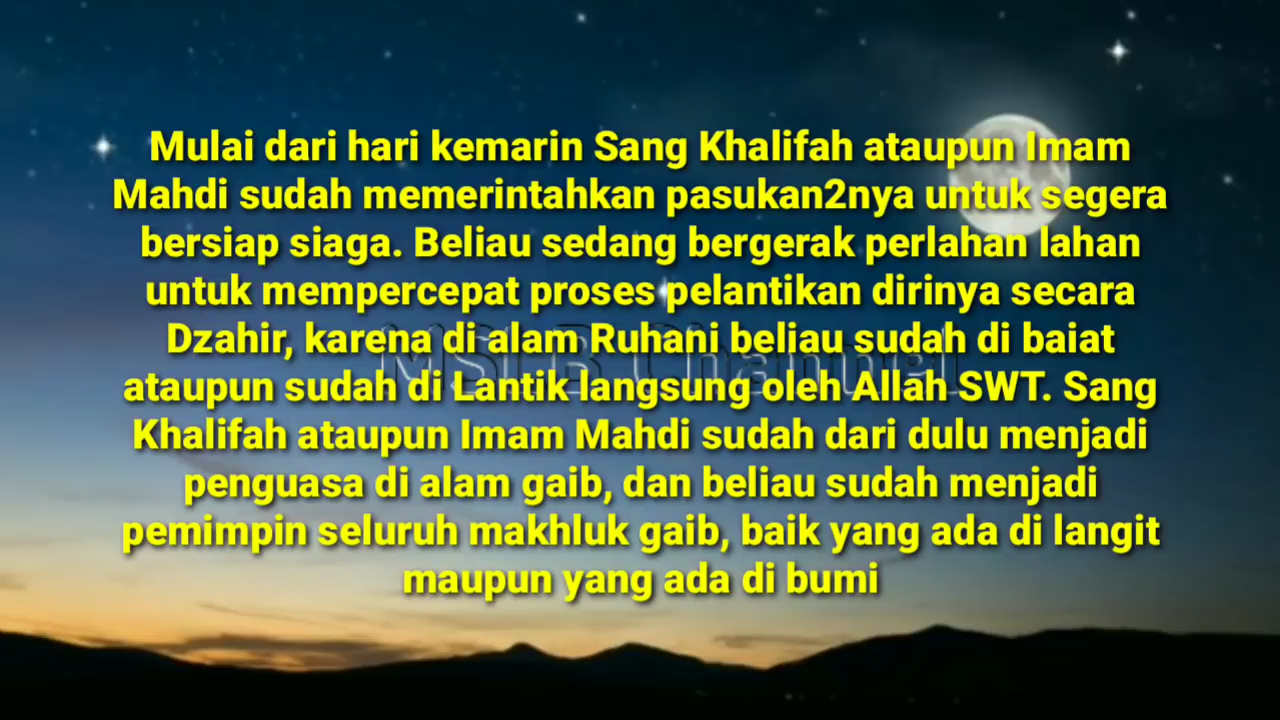 Mulai dari hari kemarin Sang Khalifah ataupun Imam
Mahdi sudah memerintahkan pasukan2nya untuk segera
bersiap siaga. Beliau sedang bergerak perlahan lahan
untuk mempercepat proses pelantikan dirinya secara
Dzahir, karena di alam Ruhani beliau sudah di baiat
ataupun sudah di Lantik langsung oleh Allah SWT. Sang
Khalifah ataupun Imam Mahdi sudah dari dulu menjadi
penguasa di alam gaib, dan beliau sudah menjadi
pemimpin seluruh makhluk gaib, baik yang ada di langit
maupun yang ada di bumi
Channel